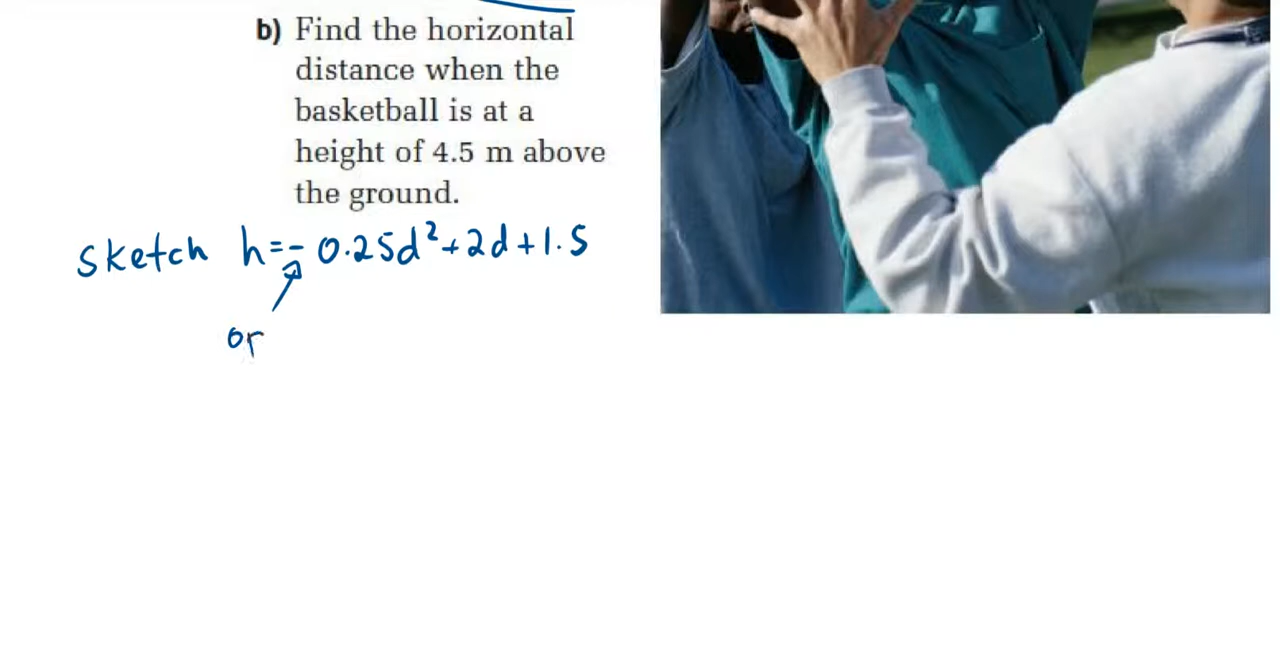 b) Find the horizontal
distance when the
basketball is at a
height of 4.5 m above
the ground.
sketch h=-0.25d²+2d+1.5
or